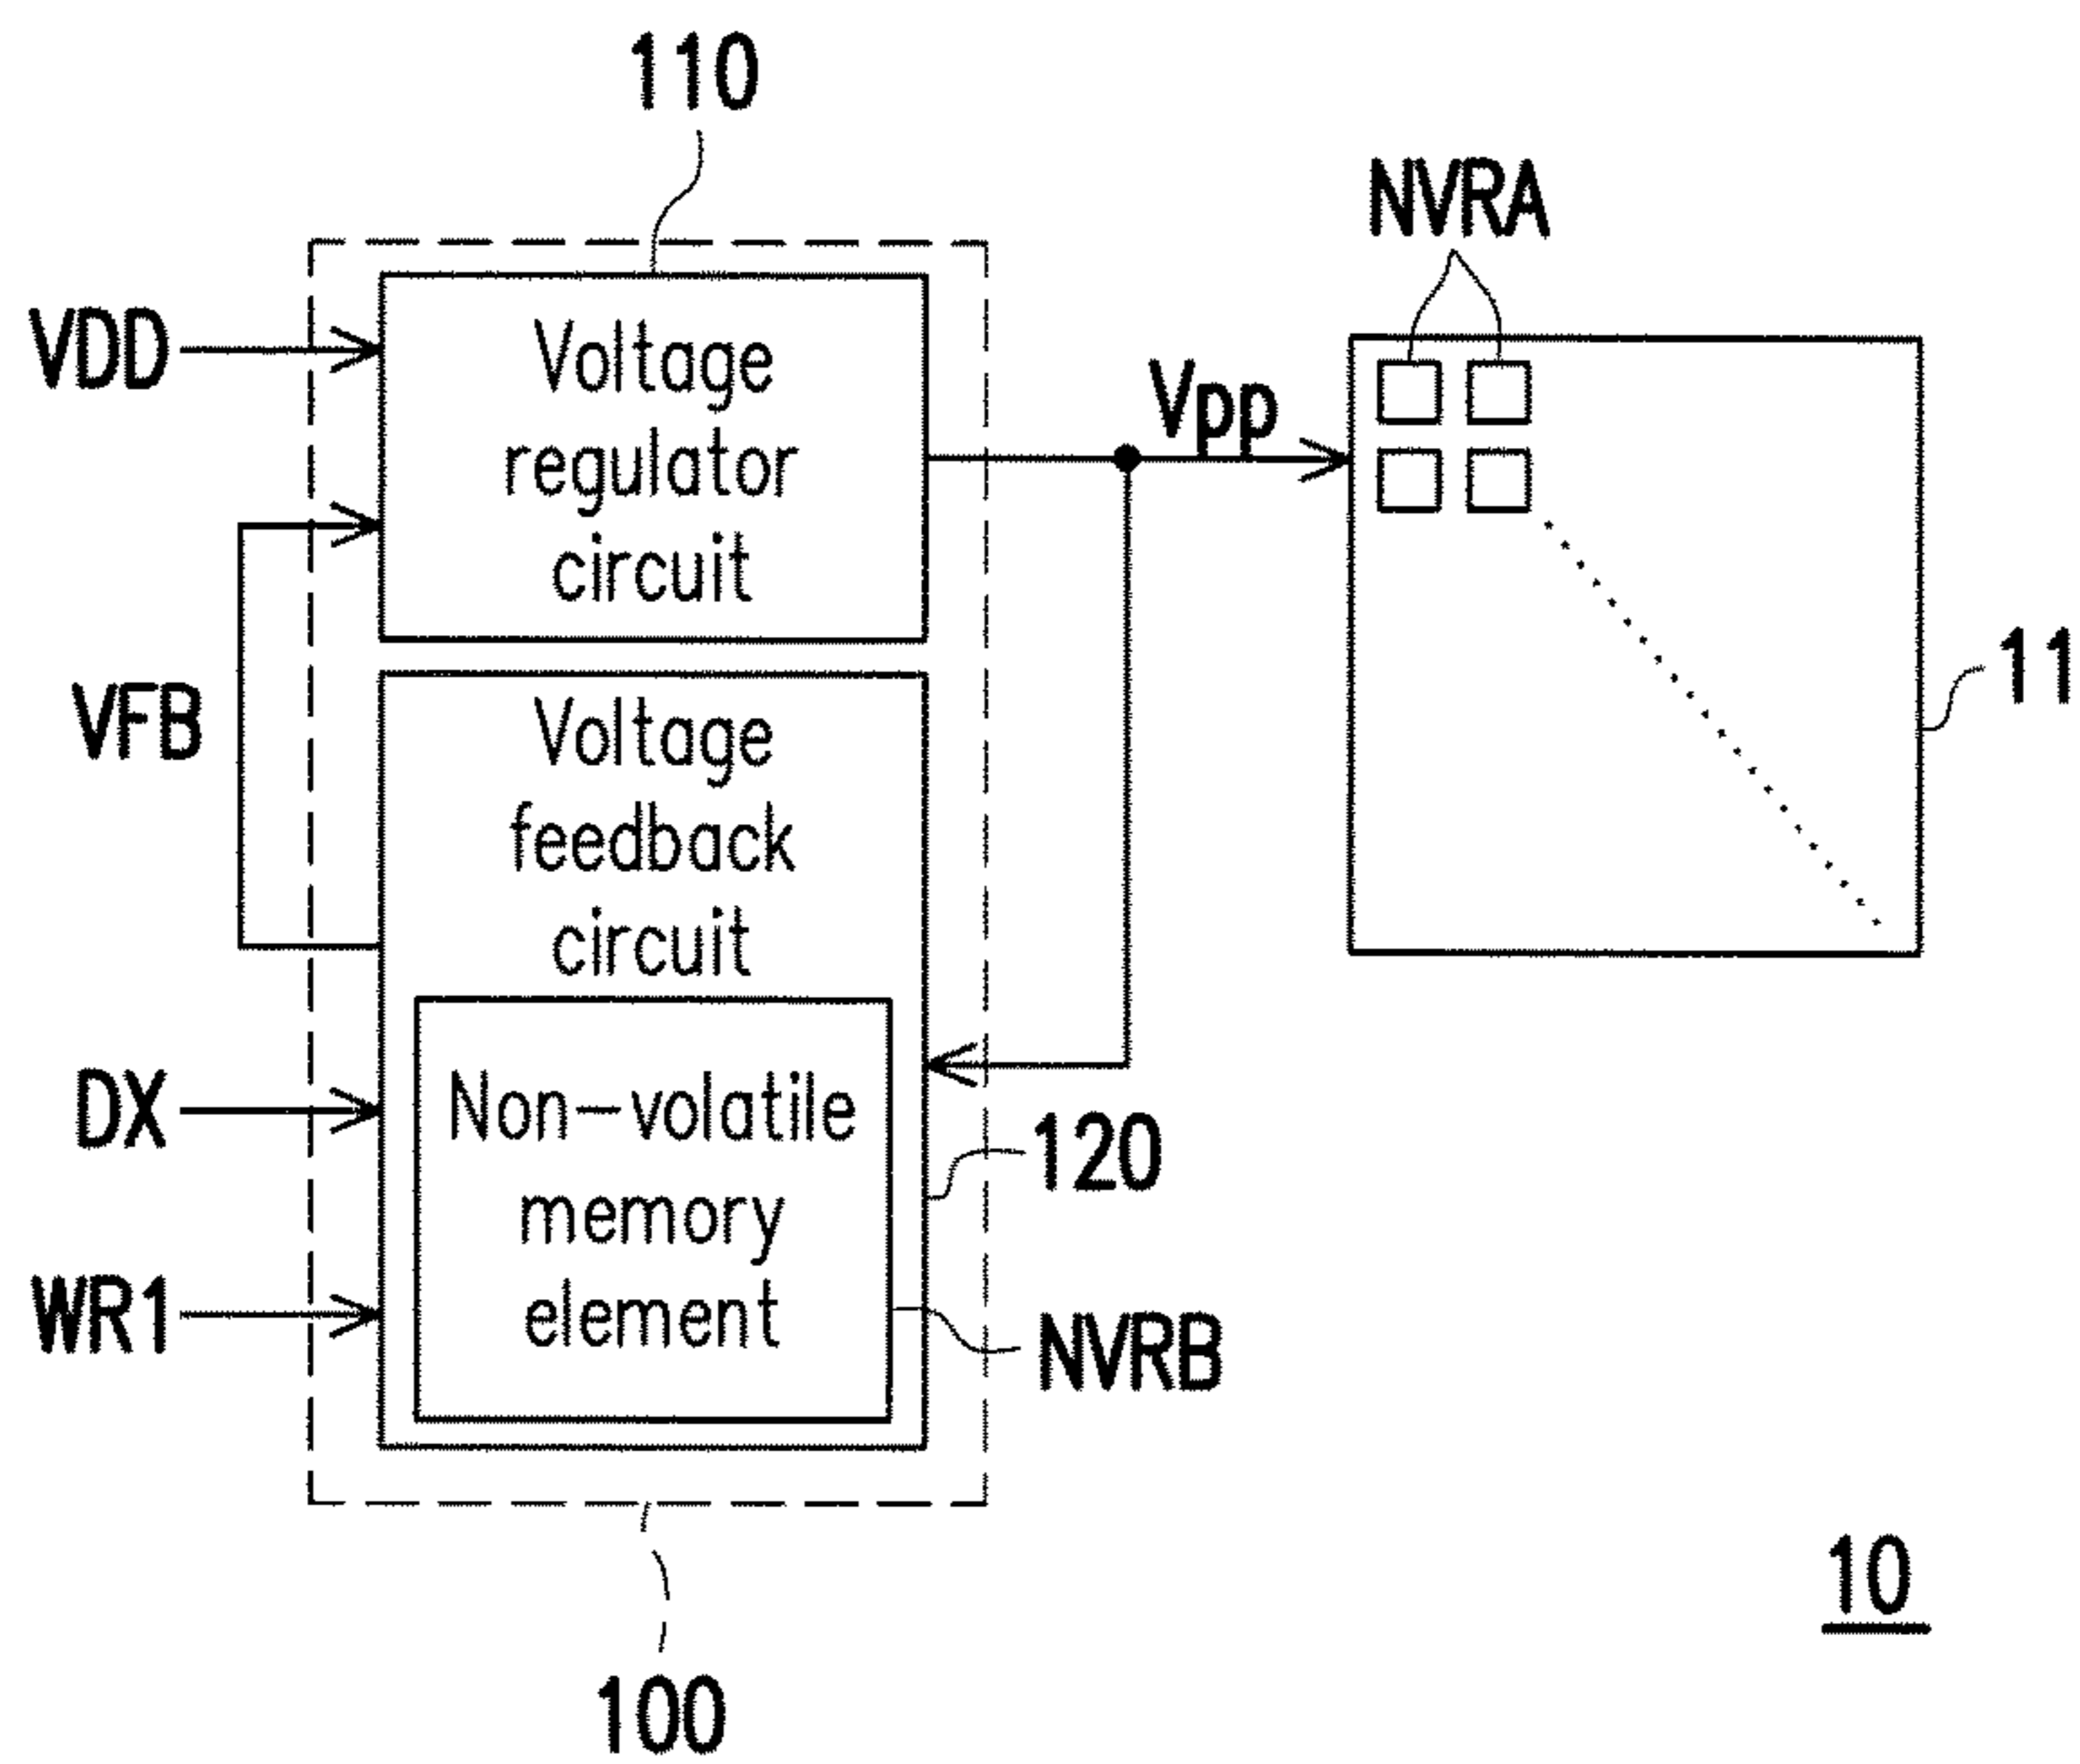 110
NVRA
VDD
Voltage
regulator
circuit
Vpp
11
VFB
Voltage
feedback
circuit
DX
Non-volatile
memory
element
120
WR1
NVRB
10
100